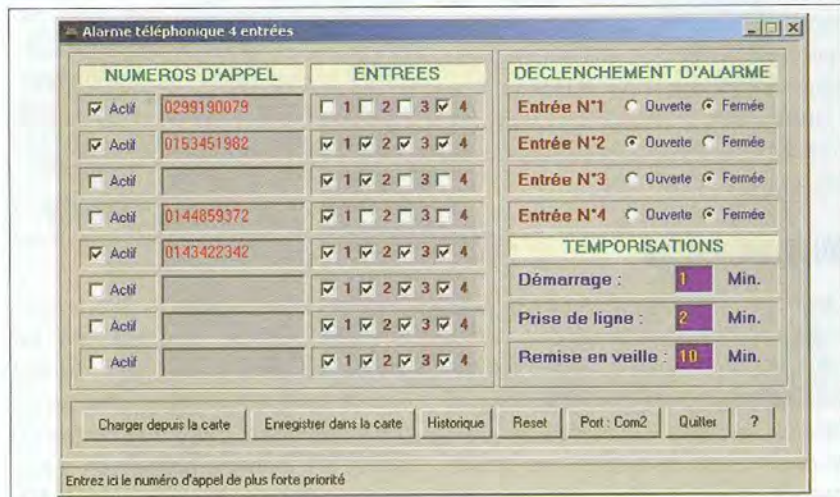 Alarme téléphonique 4 entrées
NUMEROS D'APPEL
ENTREES
Actif 0299190079 1 2 3 4
Actif 0153451982 1 2 3 4
Actif 1 2 3 4
Actif 0144859372 1 2 3 4
Actif 0143422342 1 2 3 4
Actif 1 2 3 4
Actif 1 2 3 4
Actif 1 2 3 4
DECLENCHEMENT D'ALARME
Entrée N°1 Ouverte Fermée
Entrée N°2 Ouverte Fermée
Entrée N°3 Ouverte Fermée
Entrée N°4 Ouverte Fermée
TEMPORISATIONS
Démarrage : 1 Min.
Prise de ligne : 2 Min.
Remise en veille : 10 Min.
Charger depuis la carte Enregistrer dans la carte Historique Reset Port : Com2 Quitter ?
Entrez ici le numéro d'appel de plus forte priorité